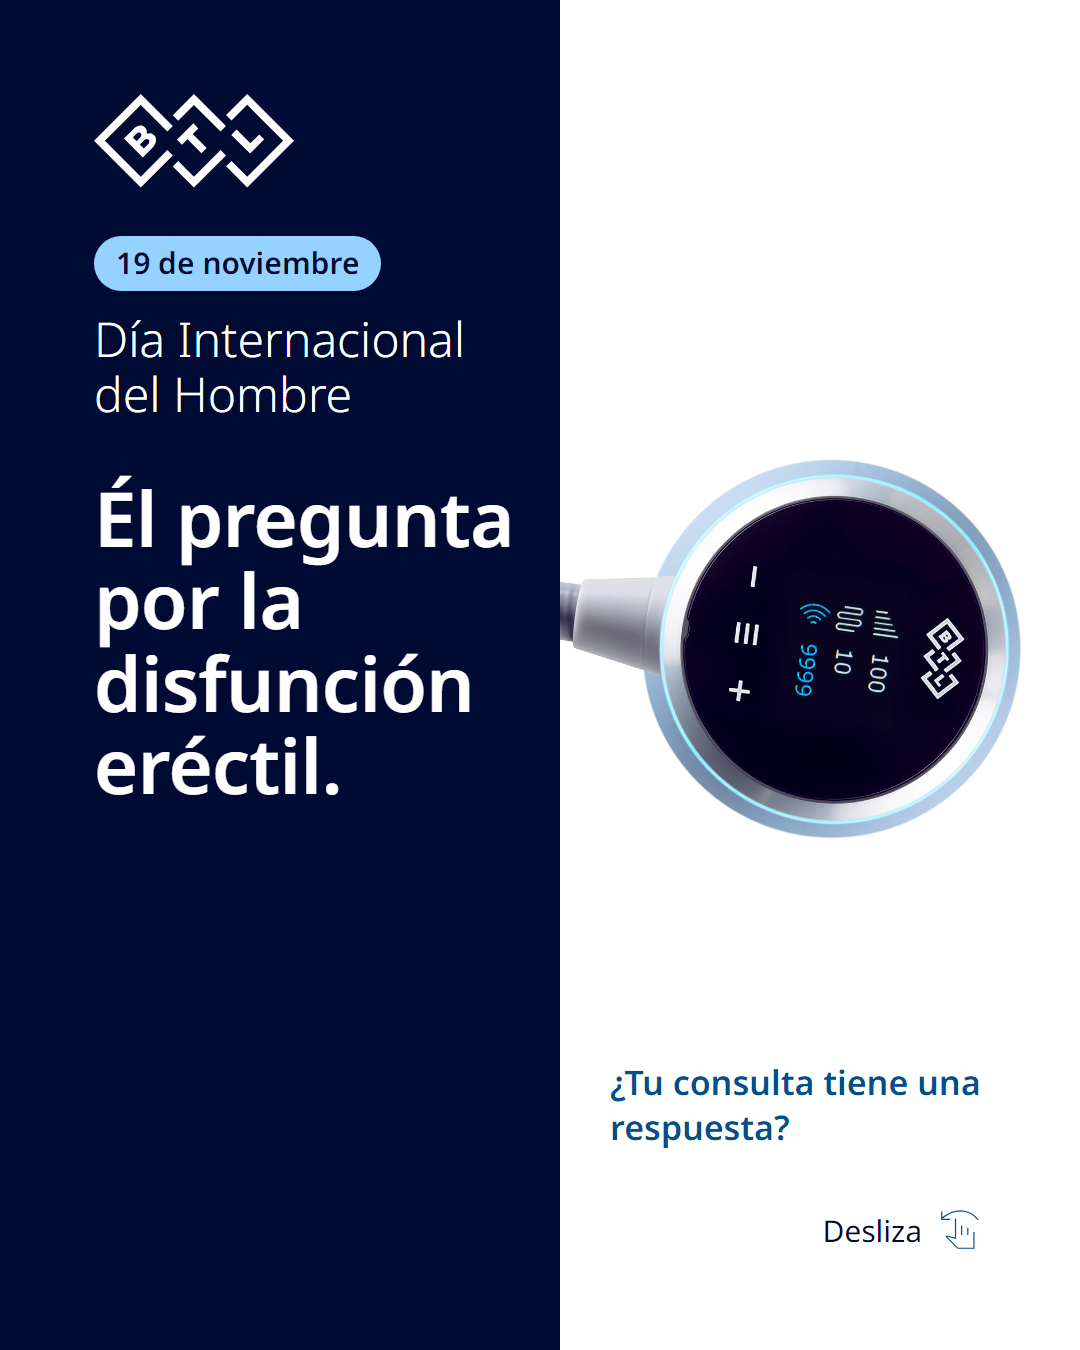 BTL
19 de noviembre
Día Internacional
del Hombre
Él pregunta
por la
disfunción
eréctil.
100
10
9999
BTL
¿Tu consulta tiene una
respuesta?
Desliza